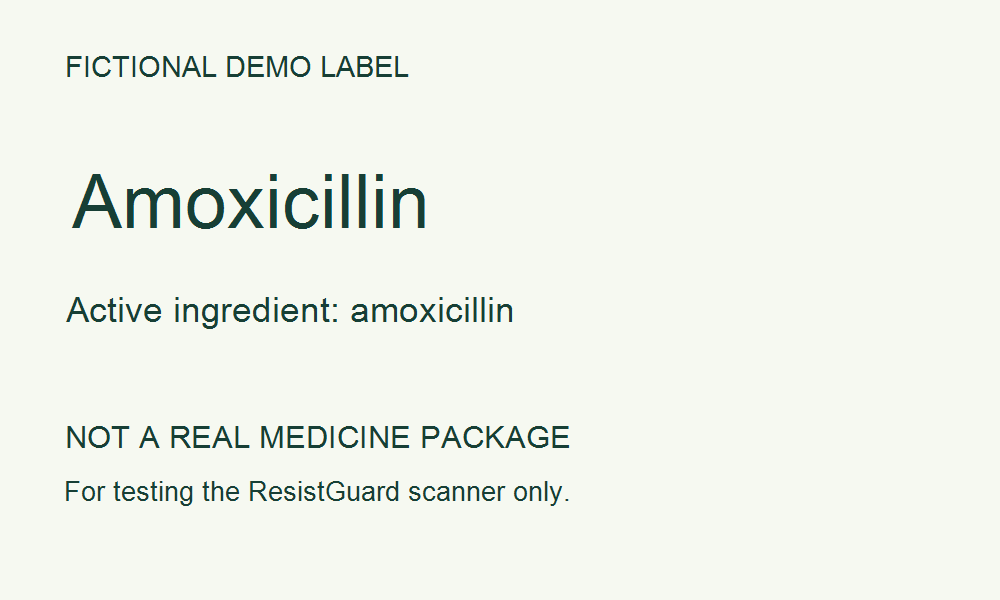 FICTIONAL DEMO LABEL
Amoxicillin
Active ingredient: amoxicillin
NOT A REAL MEDICINE PACKAGE
For testing the ResistGuard scanner only.